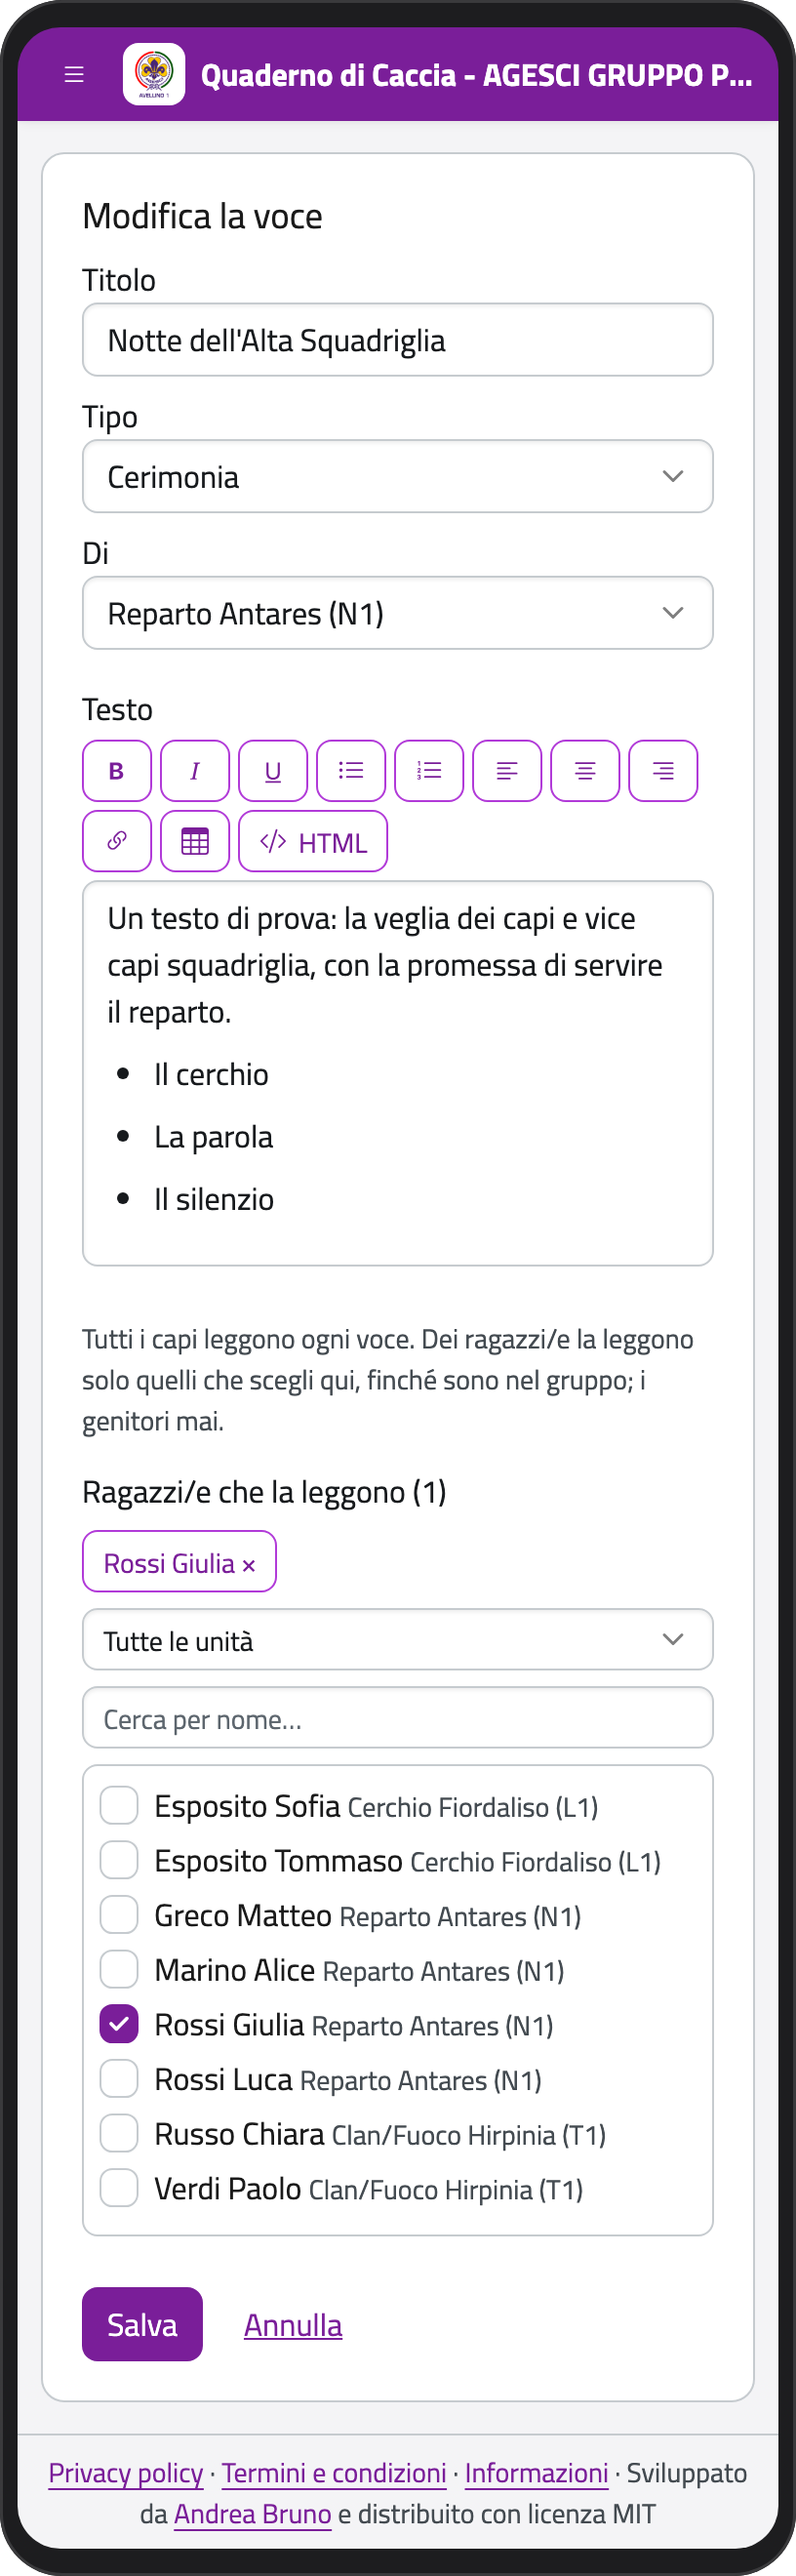 AVELLINO 1
Quaderno di Caccia - AGESCI GRUPPO P...
Modifica la voce
Titolo
Notte dell'Alta Squadriglia
Tipo
Cerimonia
Di
Reparto Antares (N1)
Testo
B I U
HTML
Un testo di prova: la veglia dei capi e vice
capi squadriglia, con la promessa di servire
il reparto.
• Il cerchio
• La parola
• Il silenzio
Tutti i capi leggono ogni voce. Dei ragazzi/e la leggono
solo quelli che scegli qui, finché sono nel gruppo; i
genitori mai.
Ragazzi/e che la leggono (1)
Rossi Giulia ×
Tutte le unità
Cerca per nome...
Esposito Sofia Cerchio Fiordaliso (L1)
Esposito Tommaso Cerchio Fiordaliso (L1)
Greco Matteo Reparto Antares (N1)
Marino Alice Reparto Antares (N1)
Rossi Giulia Reparto Antares (N1)
Rossi Luca Reparto Antares (N1)
Russo Chiara Clan/Fuoco Hirpinia (T1)
Verdi Paolo Clan/Fuoco Hirpinia (T1)
Salva Annulla
Privacy policy · Termini e condizioni · Informazioni · Sviluppato
da Andrea Bruno e distribuito con licenza MIT